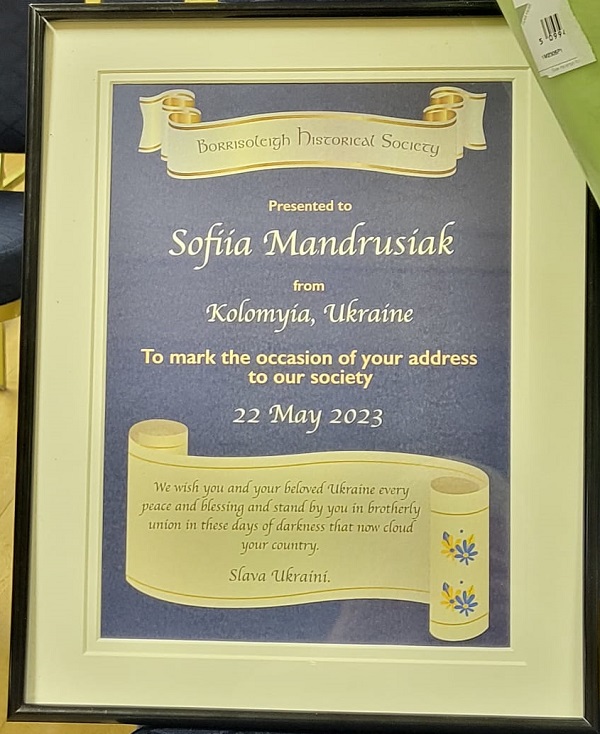 Borrisoleigh Historical Society
Presented to
Sofiia Mandrusiak
from
Kolomyia, Ukraine
To mark the occasion of your address
to our society
22 May 2023
We wish you and your beloved Ukraine every
peace and blessing and stand by you in brotherly
union in these days of darkness that now cloud
your country.
Slava Ukraini.